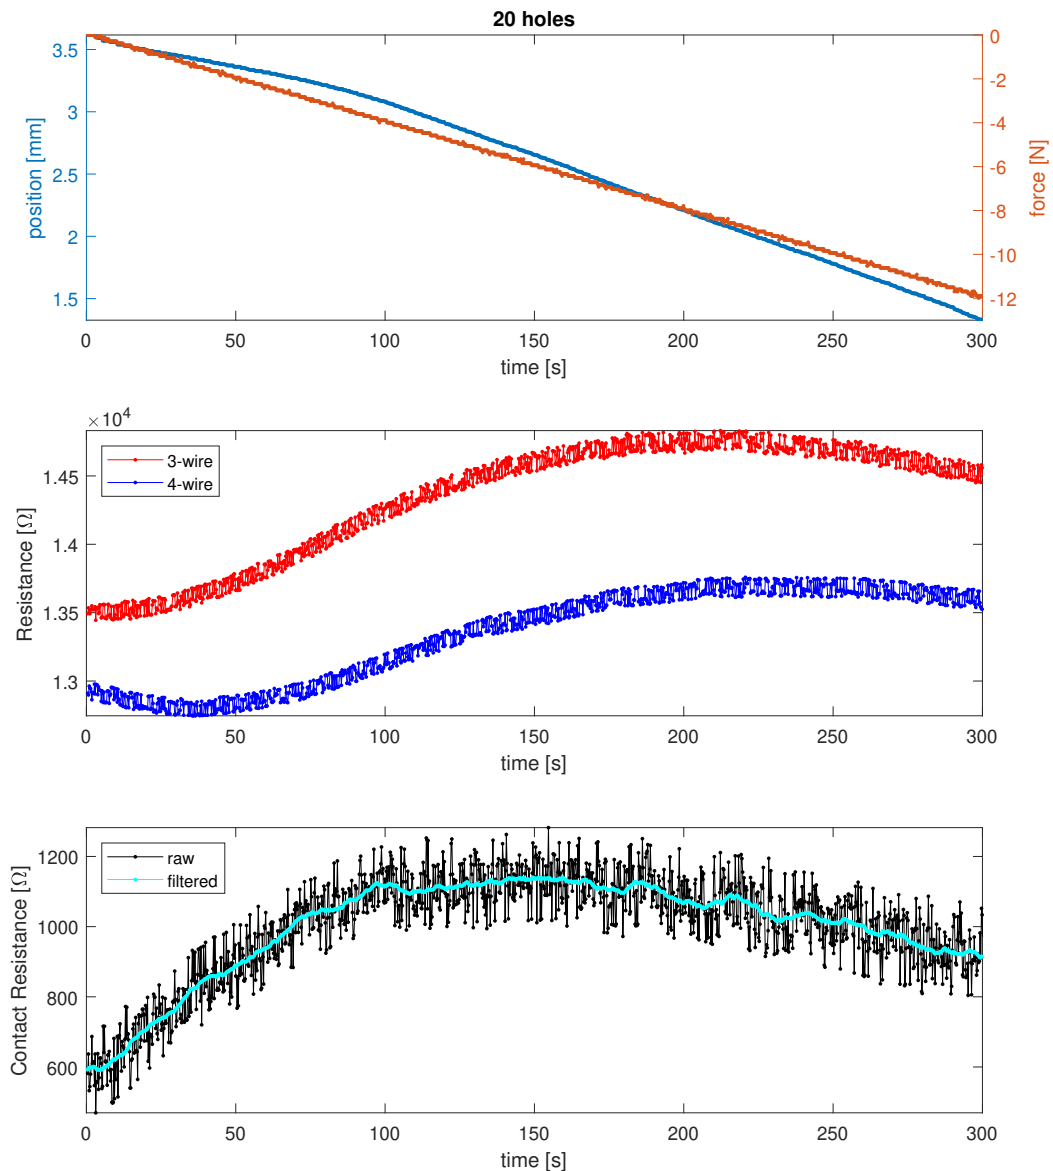 20 holes
position [mm]
3.5
3
2.5
2
1.5
force [N]
0
-2
-4
-6
-8
-10
-12
0 50 100 150 200 250 300
time [s]
×10⁴
Resistance [Ω]
1.45
1.4
1.35
1.3
3-wire
4-wire
0 50 100 150 200 250 300
time [s]
Contact Resistance [Ω]
1200
1000
800
600
raw
filtered
0 50 100 150 200 250 300
time [s]